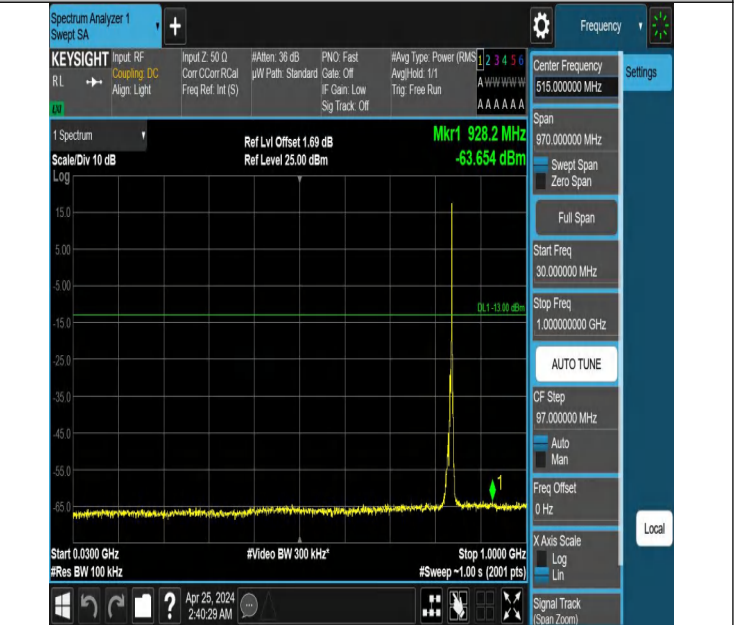 Spectrum Analyzer 1
Swept SA
+
Frequency
KEYSIGHT
RL
Input: RF
Coupling: DC
Align: Light
Input Z: 50 Ω
Corr CCorr RCal
Freq Ref: Int (S)
#Atten: 36 dB
µW Path: Standard
PNO: Fast
Gate: Off
IF Gain: Low
Sig Track: Off
#Avg Type: Power (RMS
Avg|Hold: 1/1
Trig: Free Run
1 2 3 4 5 6
A W W W W W
A A A A A A
1 Spectrum
Scale/Div 10 dB
Ref Lvl Offset 1.69 dB
Ref Level 25.00 dBm
Mkr1 928.2 MHz
-63.654 dBm
Log
15.0
5.00
-5.00
-15.0
-25.0
-35.0
-45.0
-55.0
-65.0
DL1 -13.00 dBm
1
Start 0.0300 GHz
#Res BW 100 kHz
#Video BW 300 kHz*
Stop 1.0000 GHz
#Sweep ~1.00 s (2001 pts)
?
Apr 25, 2024
2:40:29 AM
Center Frequency
515.000000 MHz
Span
970.000000 MHz
Swept Span
Zero Span
Full Span
Start Freq
30.000000 MHz
Stop Freq
1.000000000 GHz
AUTO TUNE
CF Step
97.000000 MHz
Auto
Man
Freq Offset
0 Hz
X Axis Scale
Log
Lin
Signal Track
(Span Zoom)
Settings
Local